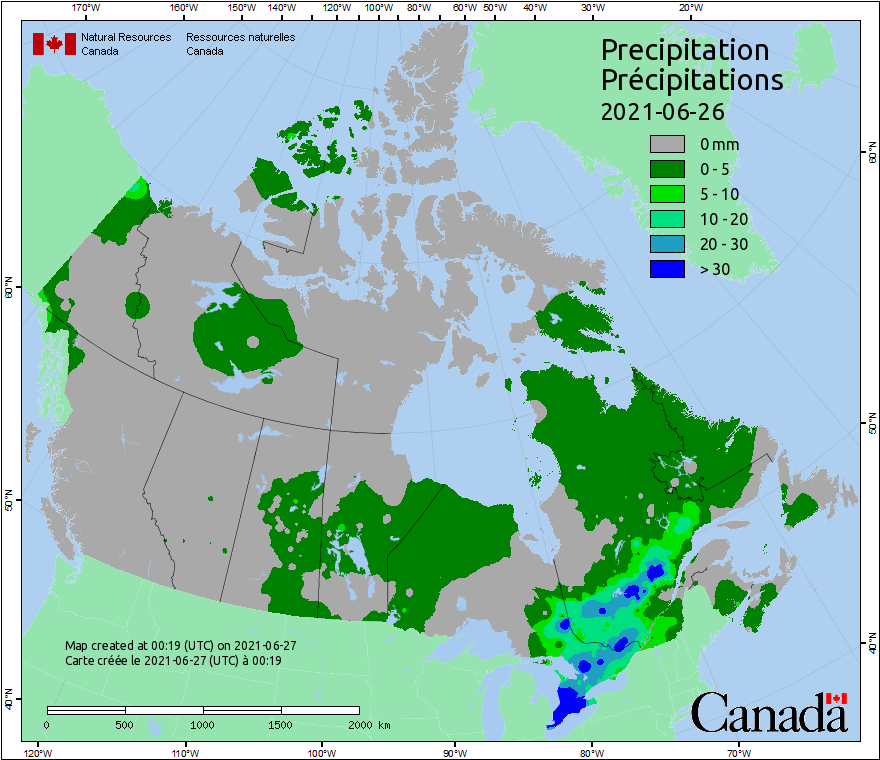 170°W 160°W 150°W 140°W 120°W 100°W 80°W 60°W 50°W 40°W 30°W 20°W
Natural Resources Ressources naturelles
Canada Canada
Precipitation
Précipitations
2021-06-26
0 mm
0 - 5
5 - 10
10 - 20
20 - 30
> 30
60°N 60°N
50°N 50°N
40°N 40°N
Map created at 00:19 (UTC) on 2021-06-27
Carte créée le 2021-06-27 (UTC) à 00:19
0 500 1000 1500 2000 km
Canada
120°W 110°W 100°W 90°W 80°W 70°W